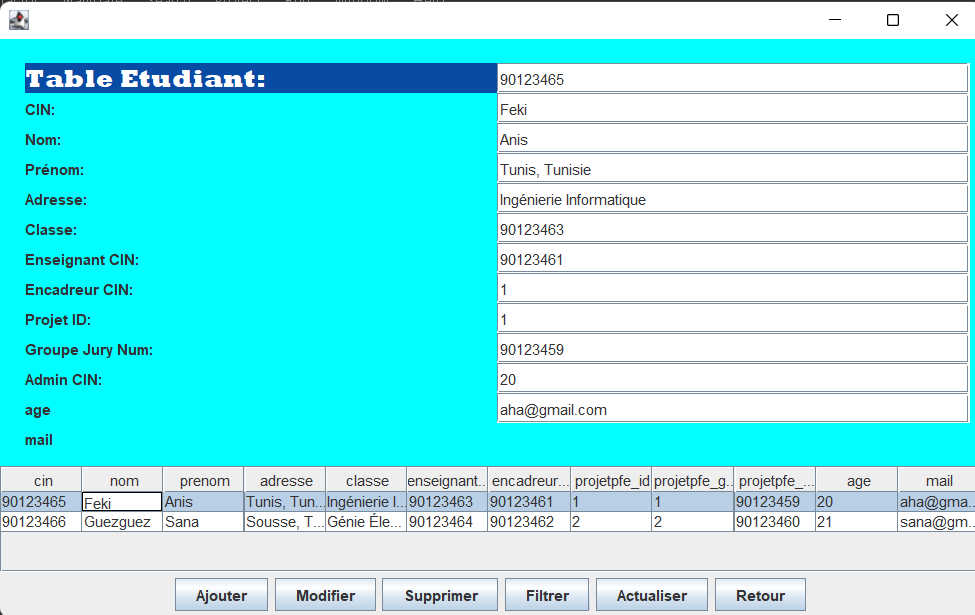 Table Etudiant: 90123465
CIN: Feki
Nom: Anis
Prénom: Tunis, Tunisie
Adresse: Ingénierie Informatique
Classe: 90123463
Enseignant CIN: 90123461
Encadreur CIN: 1
Projet ID: 1
Groupe Jury Num: 90123459
Admin CIN: 20
age aha@gmail.com
mail
cin nom prenom adresse classe enseignant... encadreur... projetpfe_id projetpfe_g... projetpfe_... age mail
90123465 Feki Anis Tunis, Tun... Ingénierie I... 90123463 90123461 1 1 90123459 20 aha@gma...
90123466 Guezguez Sana Sousse, T... Génie Éle... 90123464 90123462 2 2 90123460 21 sana@gm...
Ajouter Modifier Supprimer Filtrer Actualiser Retour